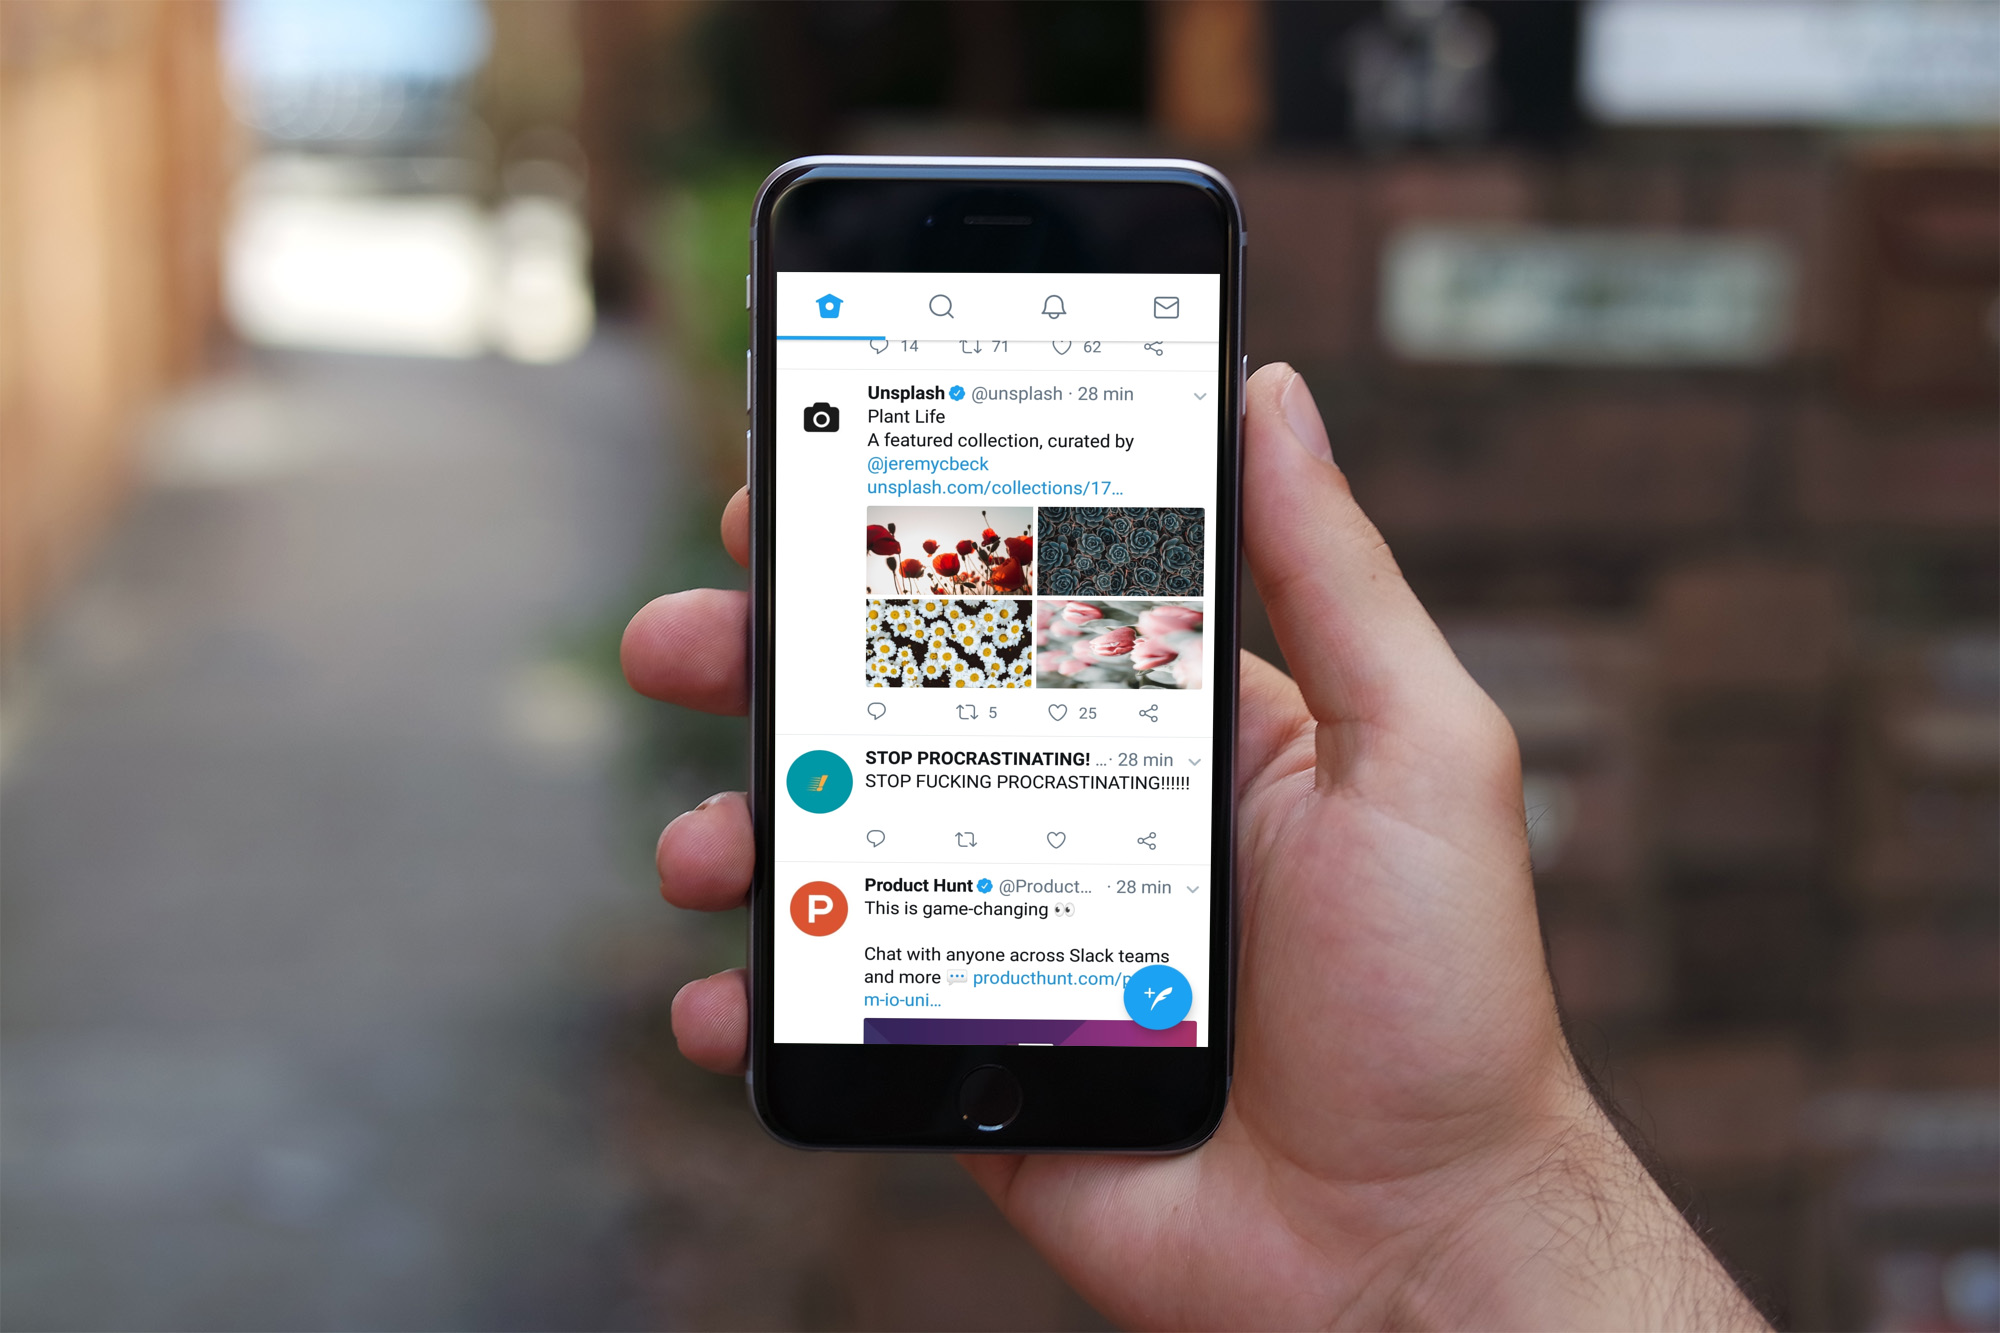 14 71 62
Unsplash @unsplash · 28 min
Plant Life
A featured collection, curated by
@jeremycbeck
unsplash.com/collections/17…
5 25
STOP PROCRASTINATING! …· 28 min
STOP FUCKING PROCRASTINATING!!!!!!
P
Product Hunt @Product… · 28 min
This is game-changing 👀
Chat with anyone across Slack teams
and more 💬 producthunt.com/
m-io-uni…